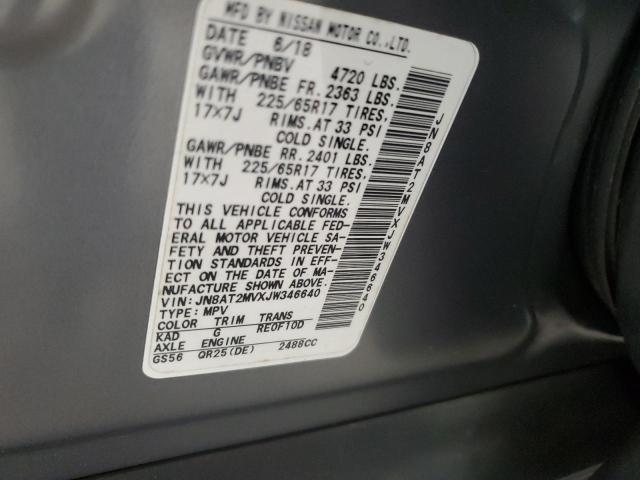 MFD BY NISSAN MOTOR CO.,LTD.
DATE 6/18
GVWR/PNBV 4720 LBS.
GAWR/PNBE FR. 2363 LBS.
WITH 225/65R17 TIRES,
17×7J RIMS.AT 33 PSI
COLD SINGLE.
GAWR/PNBE RR. 2401 LBS.
WITH 225/65R17 TIRES,
17×7J RIMS.AT 33 PSI
COLD SINGLE.
THIS VEHICLE CONFORMS
TO ALL APPLICABLE FED-
ERAL MOTOR VEHICLE SA-
FETY AND THEFT PREVEN-
TION STANDARDS IN EFF-
ECT ON THE DATE OF MA-
NUFACTURE SHOWN ABOVE.
VIN: JN8AT2MVXJW346640
TYPE: MPV
COLOR TRIM TRANS
KAD G RE0F10D
AXLE ENGINE
GS56 QR25(DE) 2488CC
JN8AT2MVXJW346640